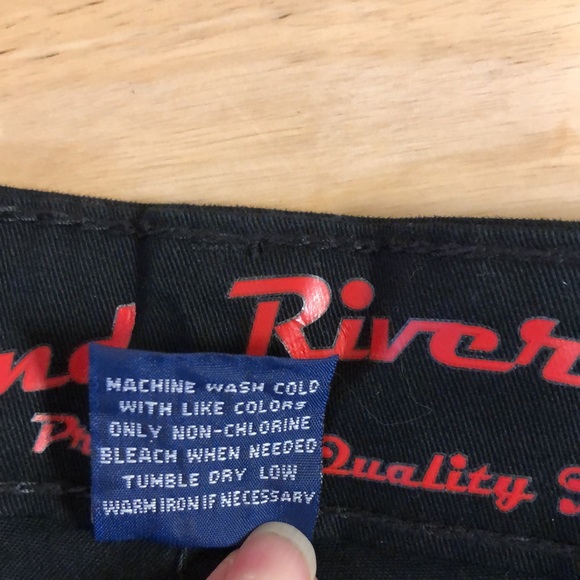 nd River
Quality
MACHINE WASH COLD
WITH LIKE COLORS
ONLY NON-CHLORINE
BLEACH WHEN NEEDED
TUMBLE DRY LOW
WARM IRON IF NECESSARY